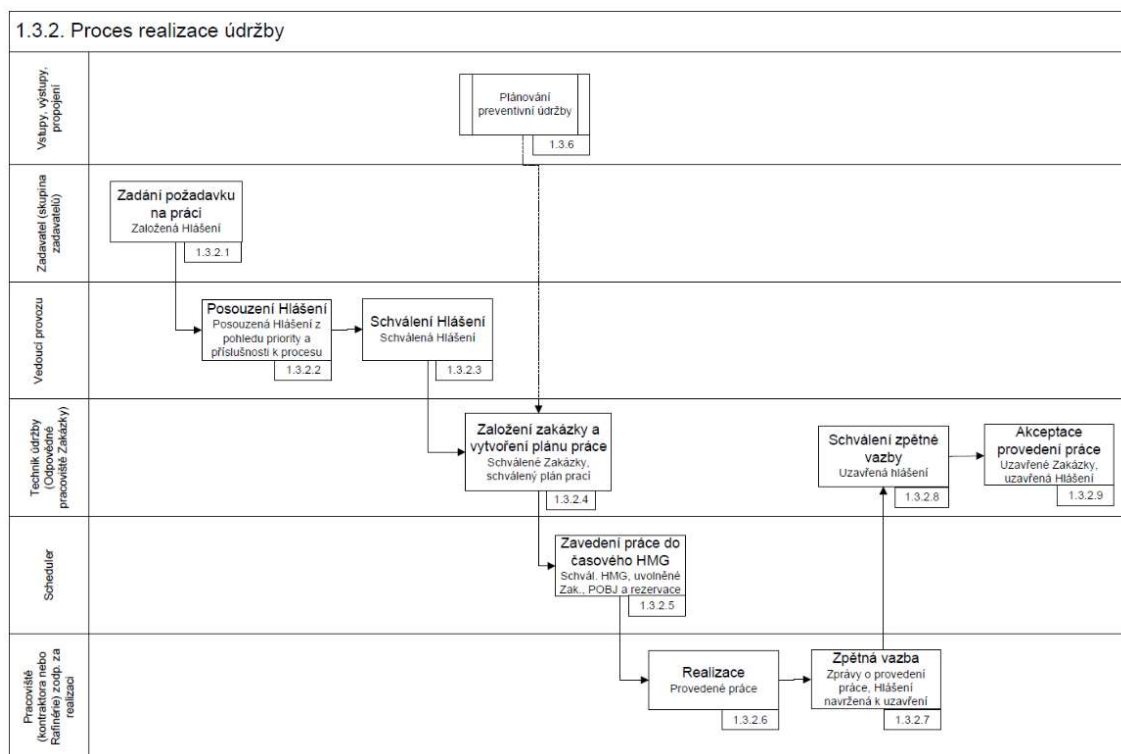 1.3.2. Proces realizace údržby
Vstupy, výstupy,
propojení
Plánování
preventivní údržby
1.3.6
Zadavatel (skupina
zadavatelů)
Zadání požadavku
na práci
Založená Hlášení
1.3.2.1
Vedoucí provozu
Posouzení Hlášení
Posouzená Hlášení z
pohledu priority a
příslušnosti k procesu
1.3.2.2
Schválení Hlášení
Schválená Hlášení
1.3.2.3
Technik údržby
(Odpovědné
pracoviště Zakázky)
Založení zakázky a
vytvoření plánu práce
Schválené Zakázky,
schválený plán prací
1.3.2.4
Schválení zpětné
vazby
Uzavřená hlášení
1.3.2.8
Akceptace
provedení práce
Uzavřené Zakázky,
uzavřená Hlášení
1.3.2.9
Scheduler
Zavedení práce do
časového HMG
Schvál. HMG, uvolněné
Zak., POBJ a rezervace
1.3.2.5
Pracoviště
(kontraktora nebo
Rafinérie) zodp. za
realizaci
Realizace
Provedené práce
1.3.2.6
Zpětná vazba
Zprávy o provedení
práce, Hlášení
navržená k uzavření
1.3.2.7